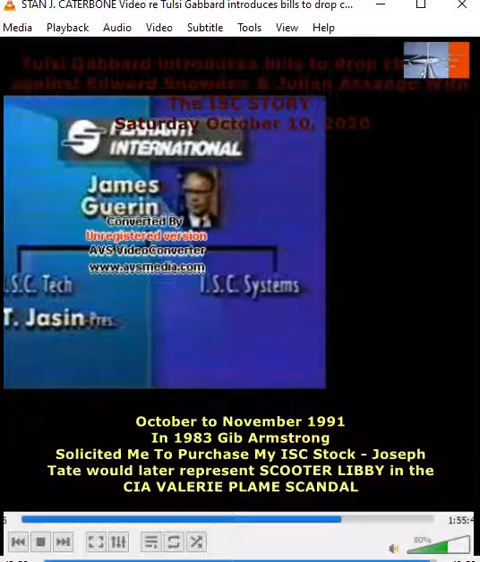 STAN J. CATERBONE Video re Tulsi Gabbard introduces bills to drop c...
Media Playback Audio Video Subtitle Tools View Help
Tulsi Gabbard introduces bills to drop
against Edward Snowden & Julian Assange With
The ISC STORY
Saturday October 10, 2020
INTERNATIONAL
James
Guerin
Converted By
Unregistered version
AVS VideoConverter
www.avsmedia.com
.S.C. Tech
I.S.C. Systems
T. Jasin-Pres.
October to November 1991
In 1983 Gib Armstrong
Solicited Me To Purchase My ISC Stock - Joseph
Tate would later represent SCOOTER LIBBY in the
CIA VALERIE PLAME SCANDAL
1:55:4
80%